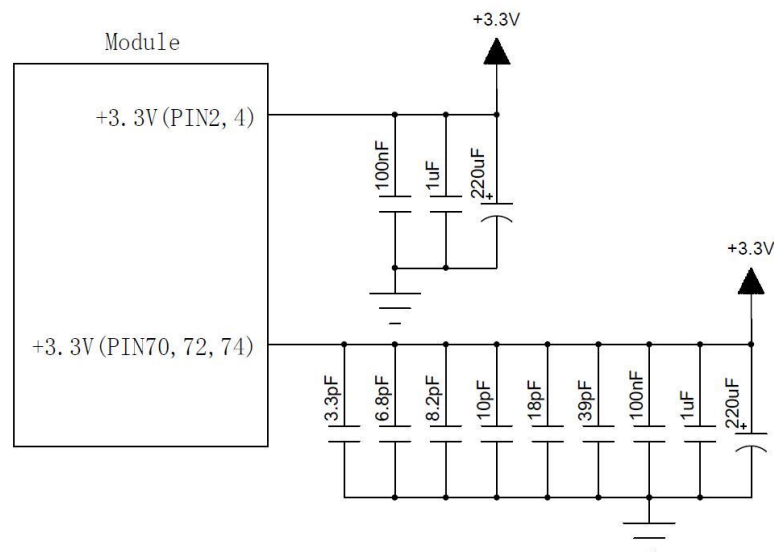 +3.3V
Module
+3.3V(PIN2,4)
100nF
1uF
220uF
+
+3.3V
+3.3V(PIN70,72,74)
3.3pF
6.8pF
8.2pF
10pF
18pF
39pF
100nF
1uF
220uF
+